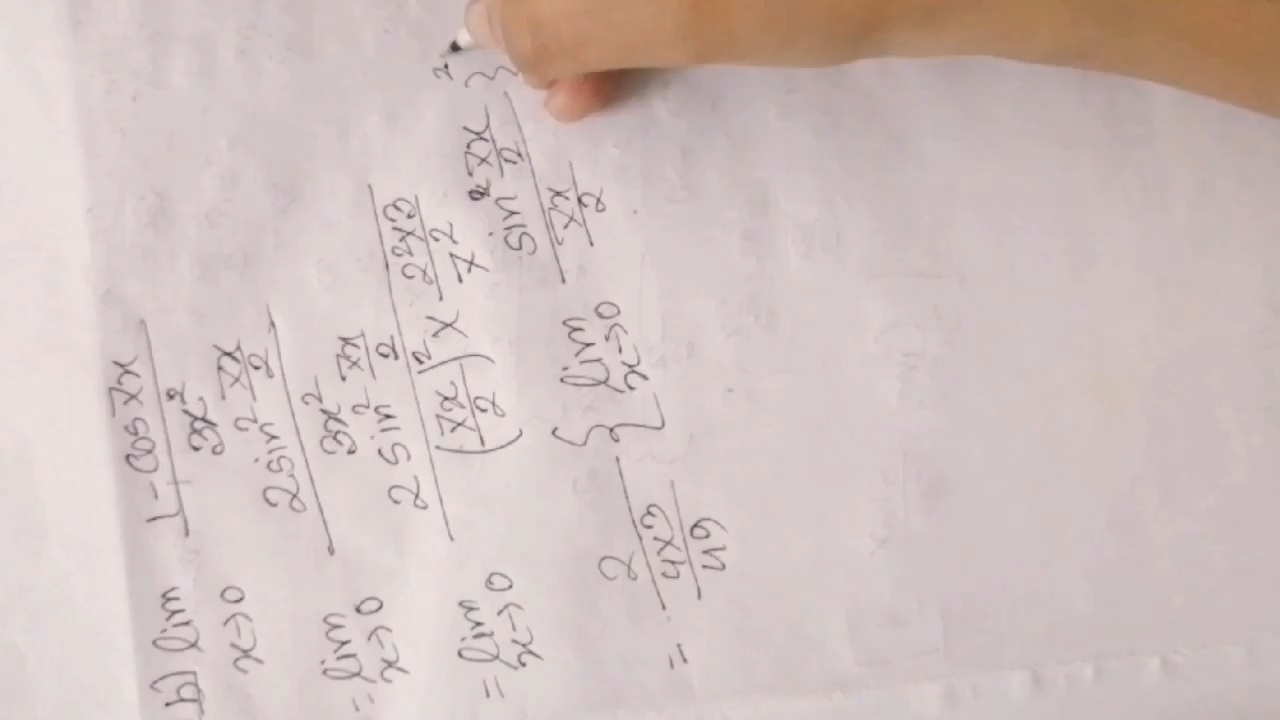 b) lim x→0 (1 - cos 7x) / 3x²
= lim x→0 (2 sin² 7x/2) / 3x²
= lim x→0 (2 sin² 7x/2) / ((7x/2)² × (2²×3)/7²)
= 2 / ((4×3)/49) { lim x→0 (sin 7x/2) / (7x/2) }²